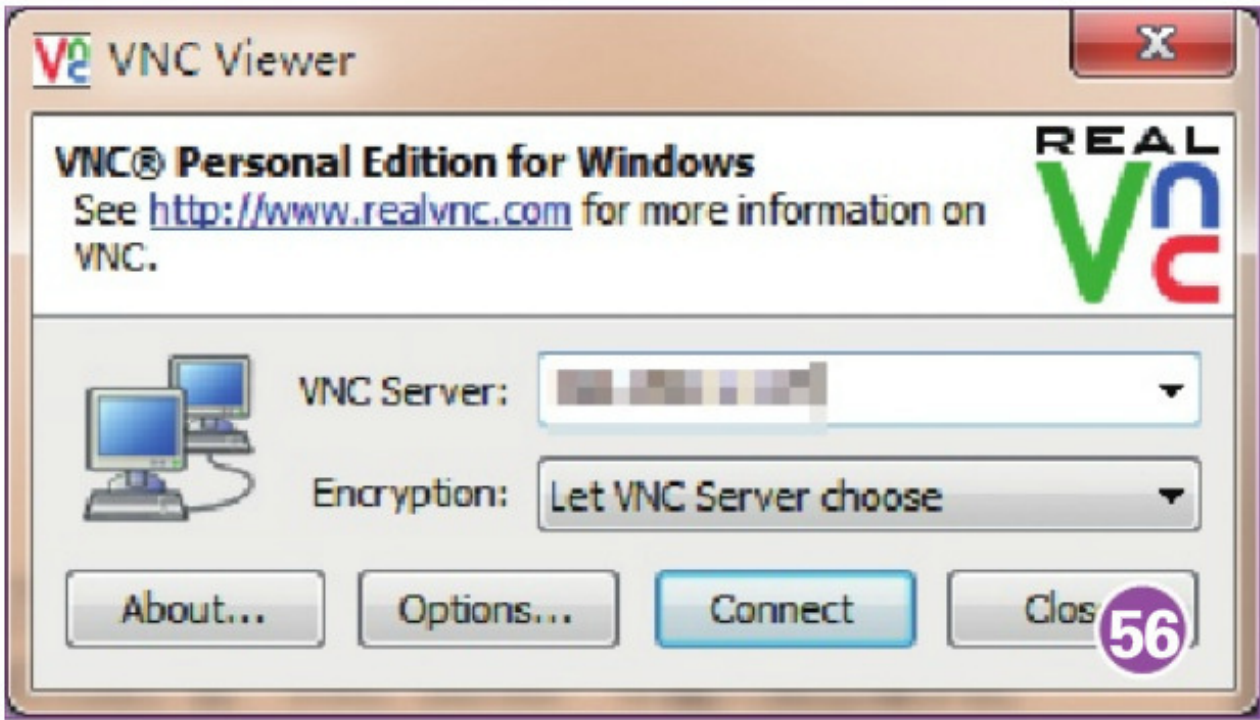 VNC Viewer
REAL
VNC
VNC® Personal Edition for Windows
See http://www.realvnc.com for more information on
VNC.
VNC Server:
Encryption: Let VNC Server choose
About... Options... Connect Clos
56